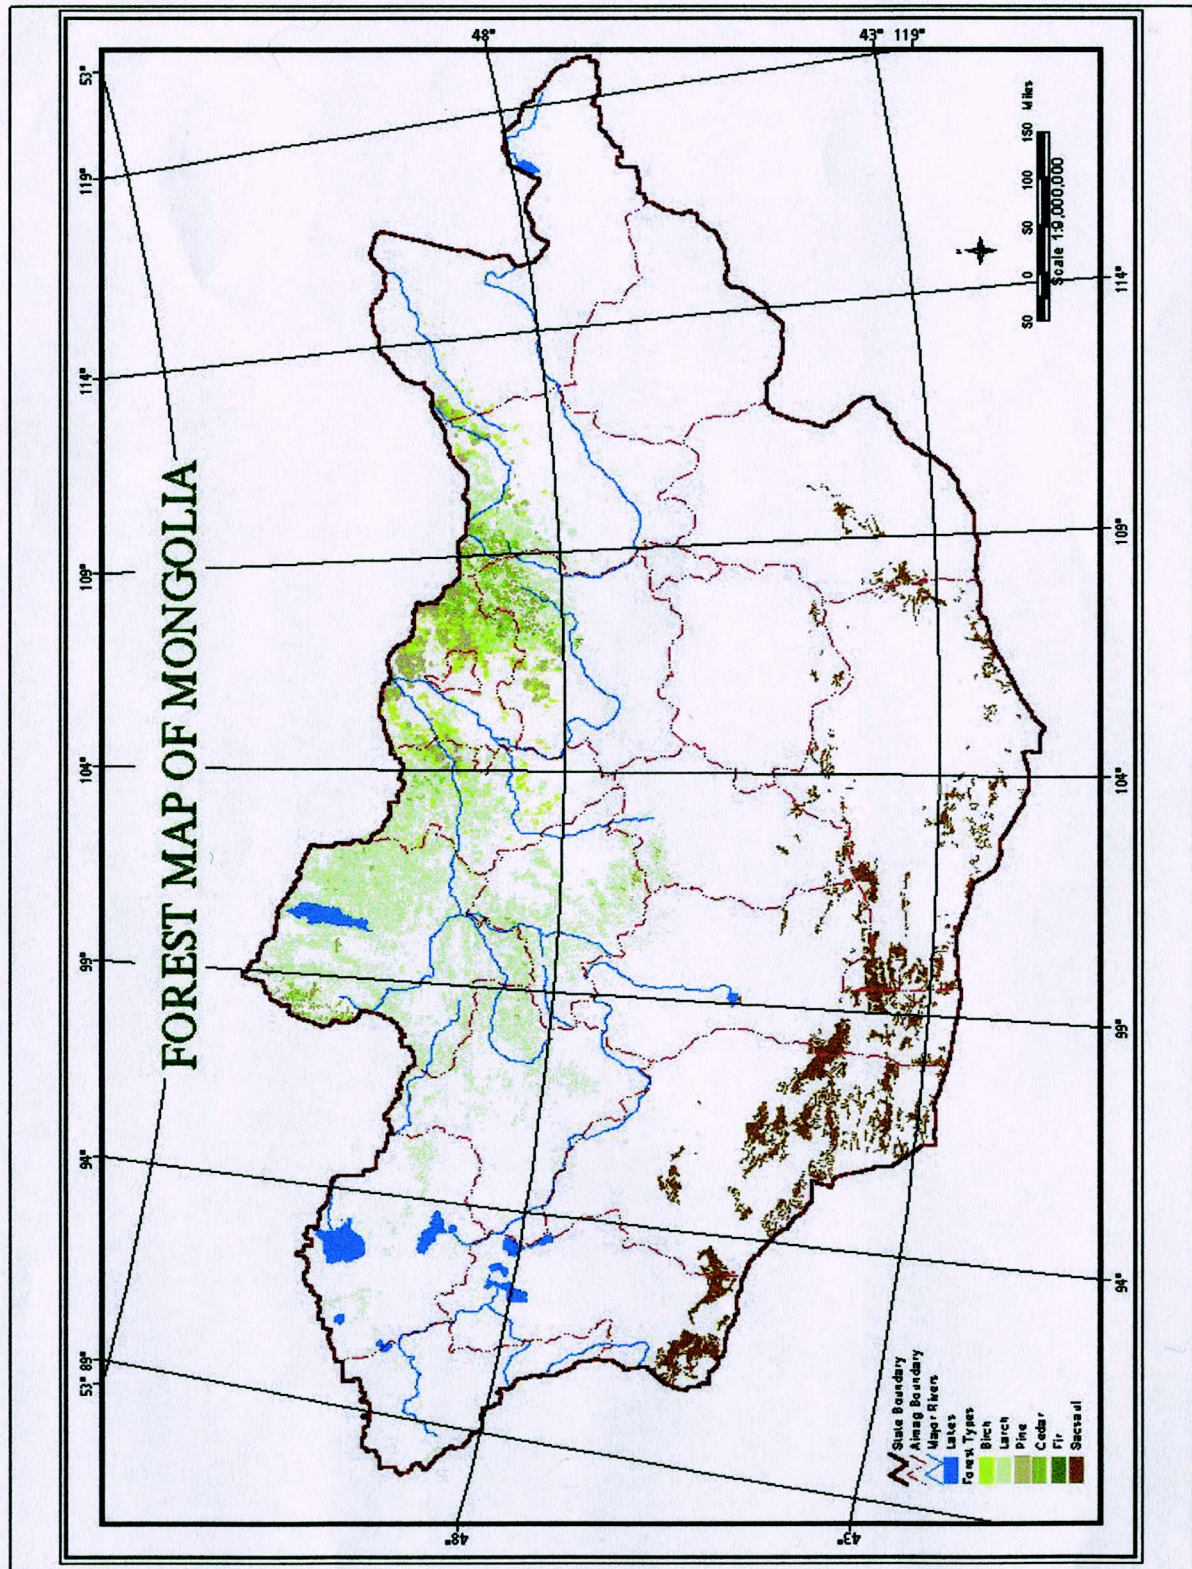 FOREST MAP OF MONGOLIA
53° 89°
94°
99°
104°
109°
114°
119°
53°
48°
48°
43°
43° 119°
94°
99°
104°
109°
114°
State Boundary
Aimag Boundary
Major Rivers
Lakes
Forest Types
Birch
Larch
Pine
Cedar
Fir
Sacsaul
50 0 50 100 150 Miles
Scale 1:9,000,000